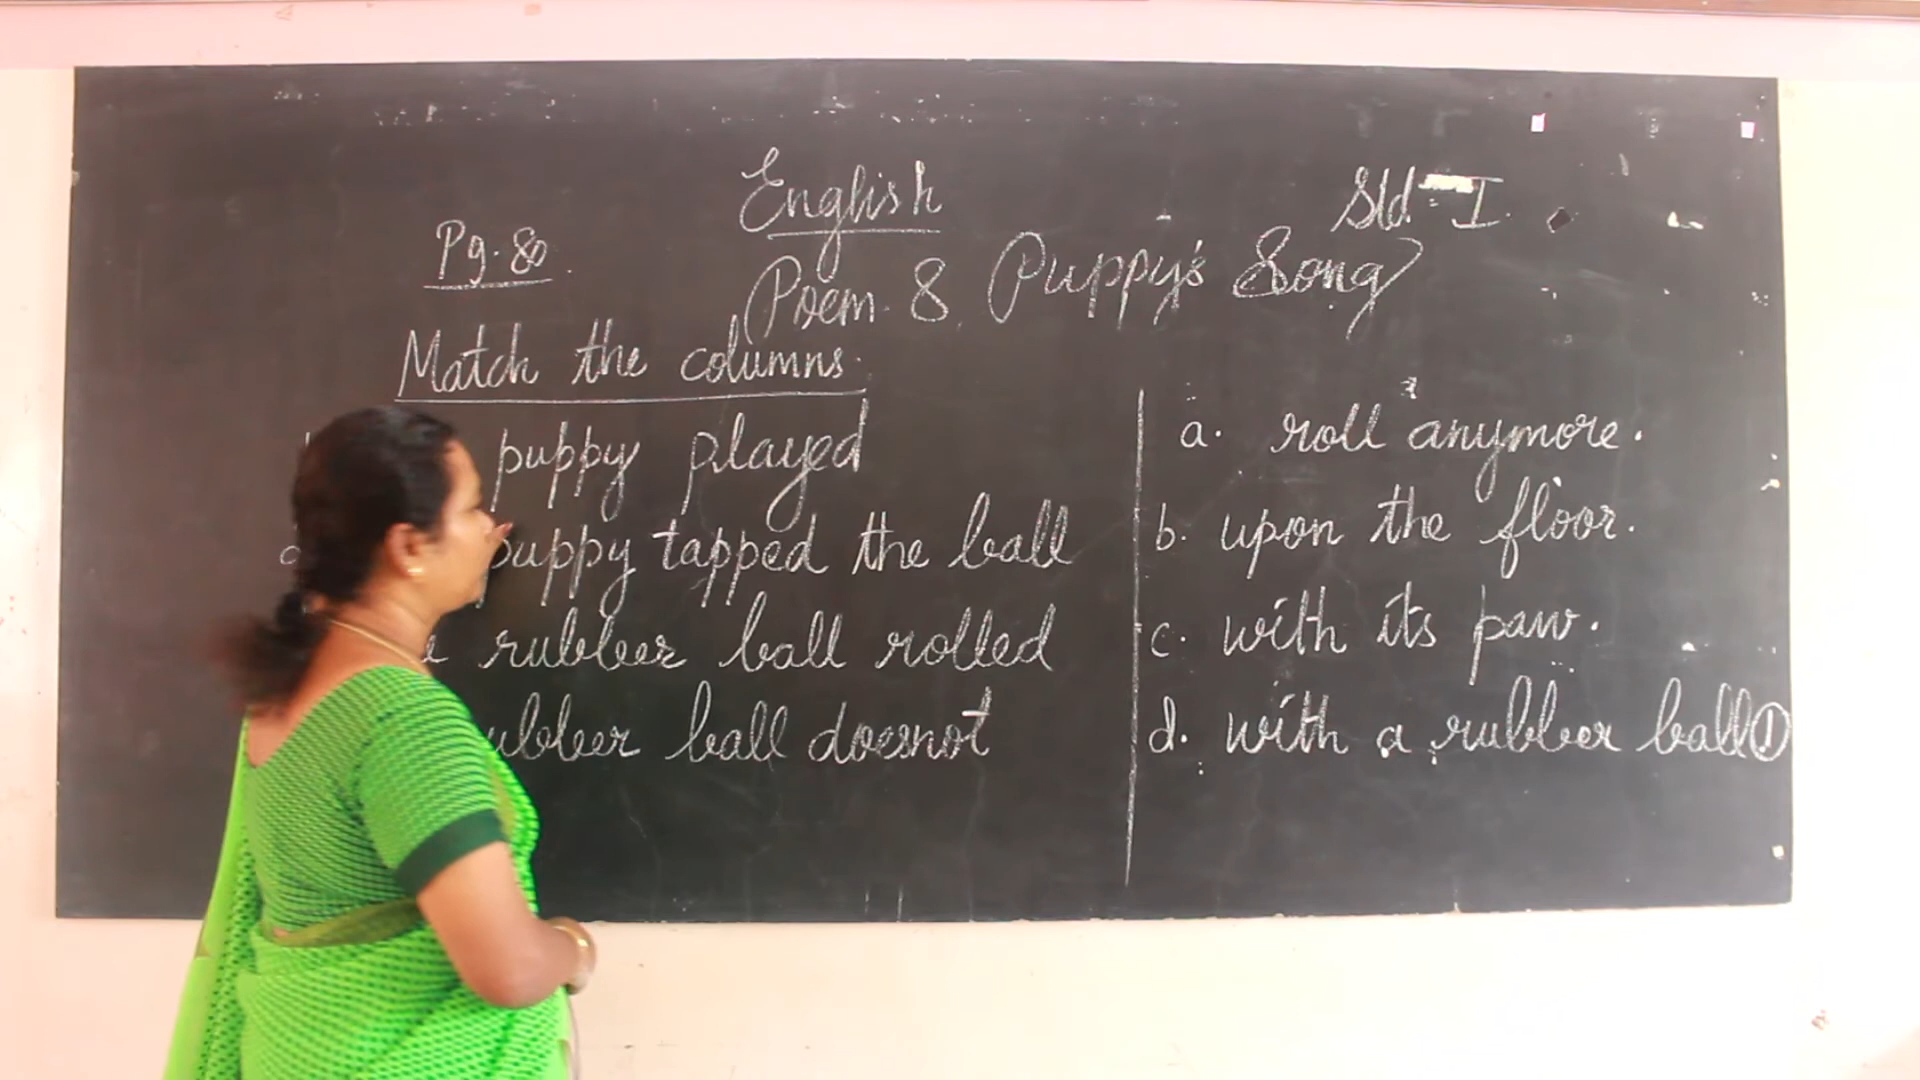 English
Std - I
Pg. 80
Poem. 8 Puppy's Song
Match the columns.
puppy played
puppy tapped the ball
rubber ball rolled
ball doesnot
a. roll anymore.
b. upon the floor.
c. with its paw.
d. with a rubber ball ①